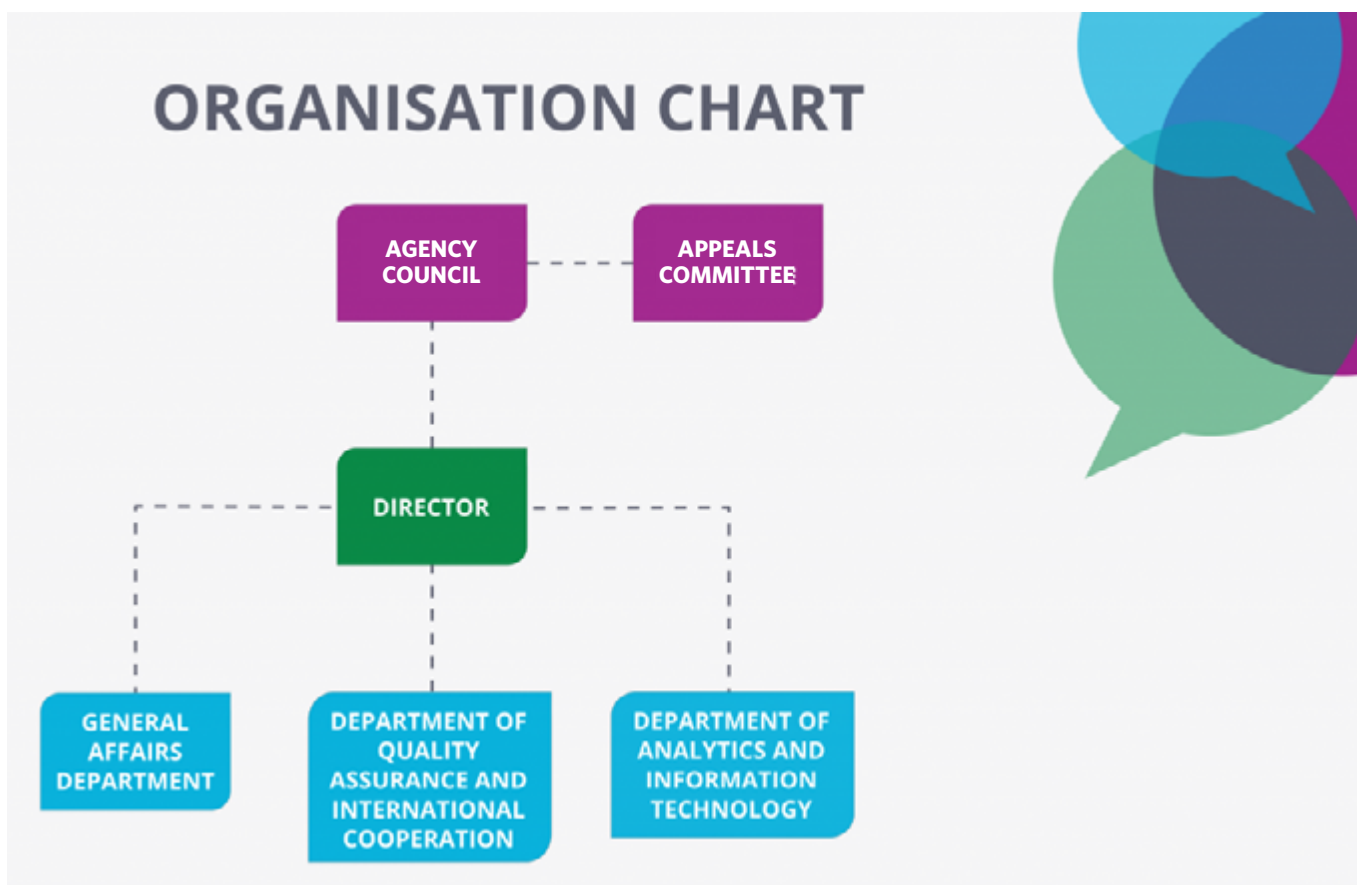 ORGANISATION CHART
AGENCY
COUNCIL
APPEALS
COMMITTEE
DIRECTOR
GENERAL
AFFAIRS
DEPARTMENT
DEPARTMENT OF
QUALITY
ASSURANCE AND
INTERNATIONAL
COOPERATION
DEPARTMENT OF
ANALYTICS AND
INFORMATION
TECHNOLOGY